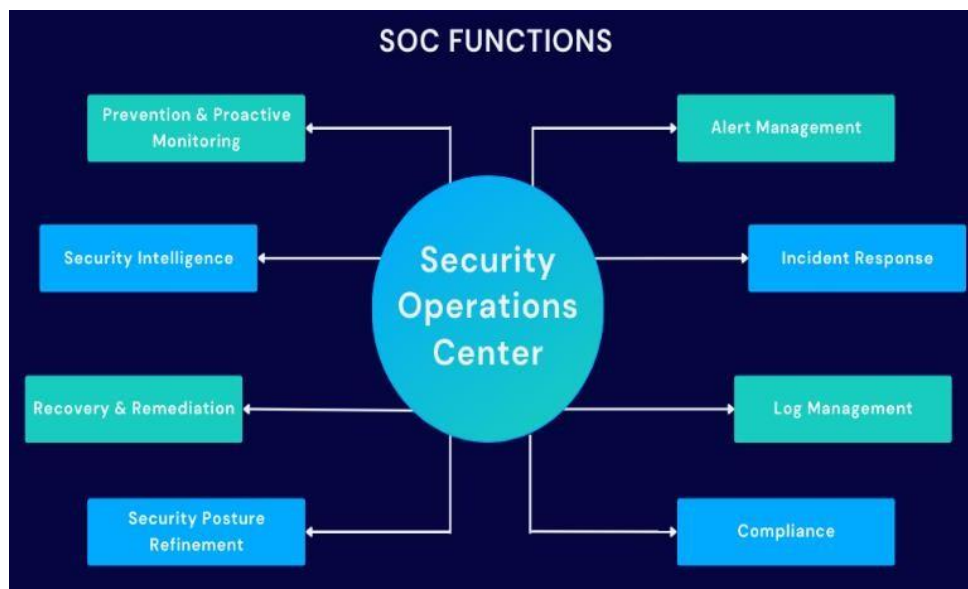 SOC FUNCTIONS
Prevention & Proactive
Monitoring
Alert Management
Security Intelligence
Security
Operations
Center
Incident Response
Recovery & Remediation
Log Management
Security Posture
Refinement
Compliance